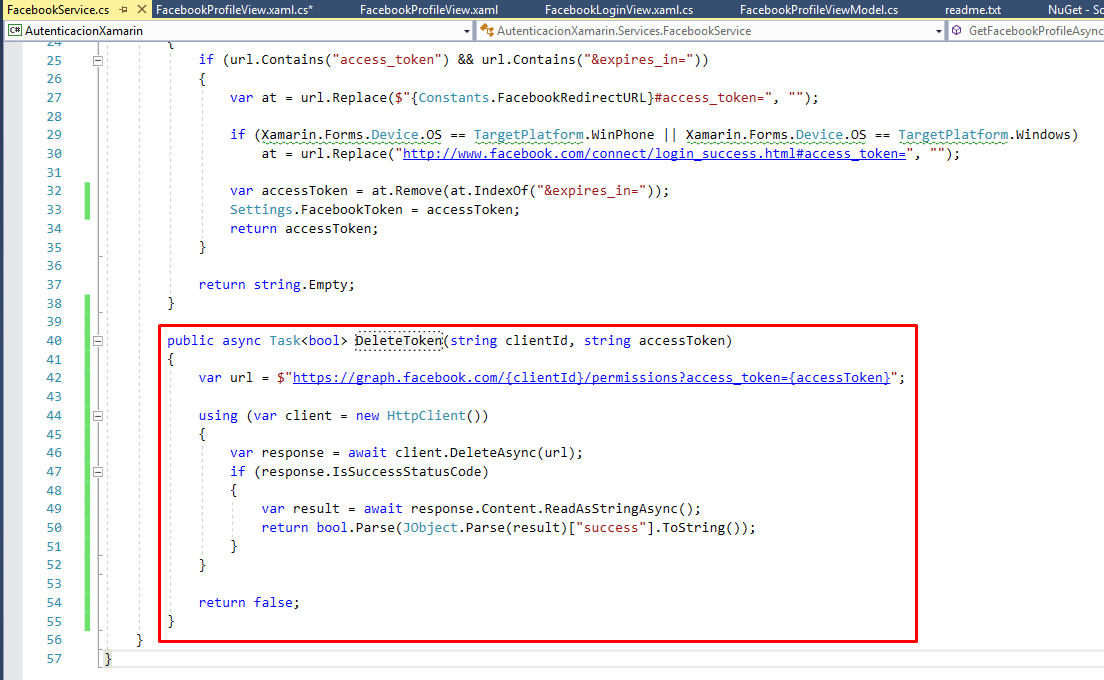 FacebookService.cs FacebookProfileView.xaml.cs* FacebookProfileView.xaml FacebookLoginView.xaml.cs FacebookProfileViewModel.cs readme.txt NuGet - So
C# AutenticacionXamarin AutenticacionXamarin.Services.FacebookService GetFacebookProfileAsync
24 {
25 if (url.Contains("access_token") && url.Contains("&expires_in="))
26 {
27 var at = url.Replace($"{Constants.FacebookRedirectURL}#access_token=", "");
28
29 if (Xamarin.Forms.Device.OS == TargetPlatform.WinPhone || Xamarin.Forms.Device.OS == TargetPlatform.Windows)
30 at = url.Replace("http://www.facebook.com/connect/login_success.html#access_token=", "");
31
32 var accessToken = at.Remove(at.IndexOf("&expires_in="));
33 Settings.FacebookToken = accessToken;
34 return accessToken;
35 }
36
37 return string.Empty;
38 }
39
40 public async Task<bool> DeleteToken(string clientId, string accessToken)
41 {
42 var url = $"https://graph.facebook.com/{clientId}/permissions?access_token={accessToken}";
43
44 using (var client = new HttpClient())
45 {
46 var response = await client.DeleteAsync(url);
47 if (response.IsSuccessStatusCode)
48 {
49 var result = await response.Content.ReadAsStringAsync();
50 return bool.Parse(JObject.Parse(result)["success"].ToString());
51 }
52 }
53
54 return false;
55 }
56 }
57 }